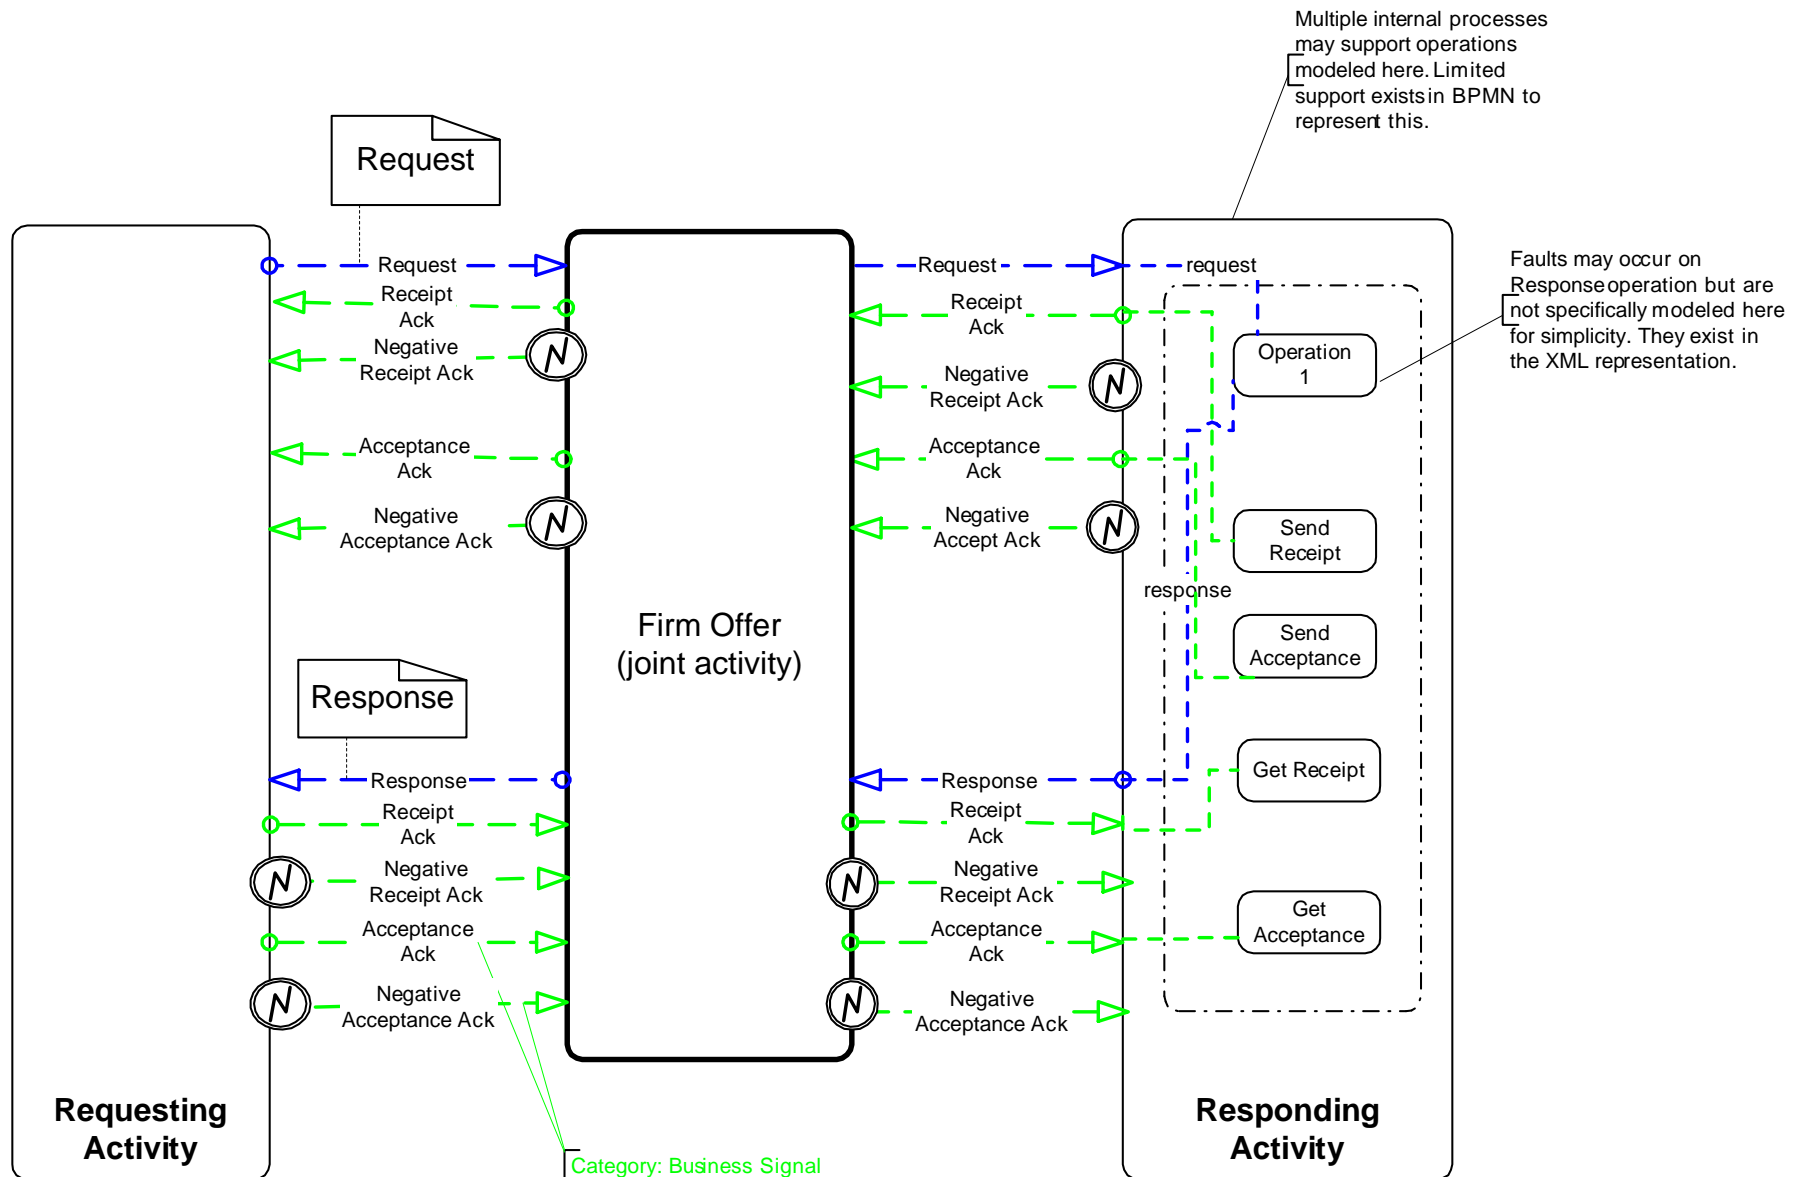 Multiple internal processes
may support operations
modeled here. Limited
support exists in BPMN to
represent this.
Request
Faults may occur on
Response operation but are
not specifically modeled here
for simplicity. They exist in
the XML representation.
Request
Receipt
Ack
Negative
Receipt Ack
Acceptance
Ack
Negative
Acceptance Ack
Response
Response
Receipt
Ack
Negative
Receipt Ack
Acceptance
Ack
Negative
Acceptance Ack
Firm Offer
(joint activity)
Request
Receipt
Ack
Negative
Receipt Ack
Acceptance
Ack
Negative
Accept Ack
Response
Receipt
Ack
Negative
Receipt Ack
Acceptance
Ack
Negative
Acceptance Ack
request
Operation
1
Send
Receipt
response
Send
Acceptance
Get Receipt
Get
Acceptance
Requesting
Activity
Responding
Activity
Category: Business Signal